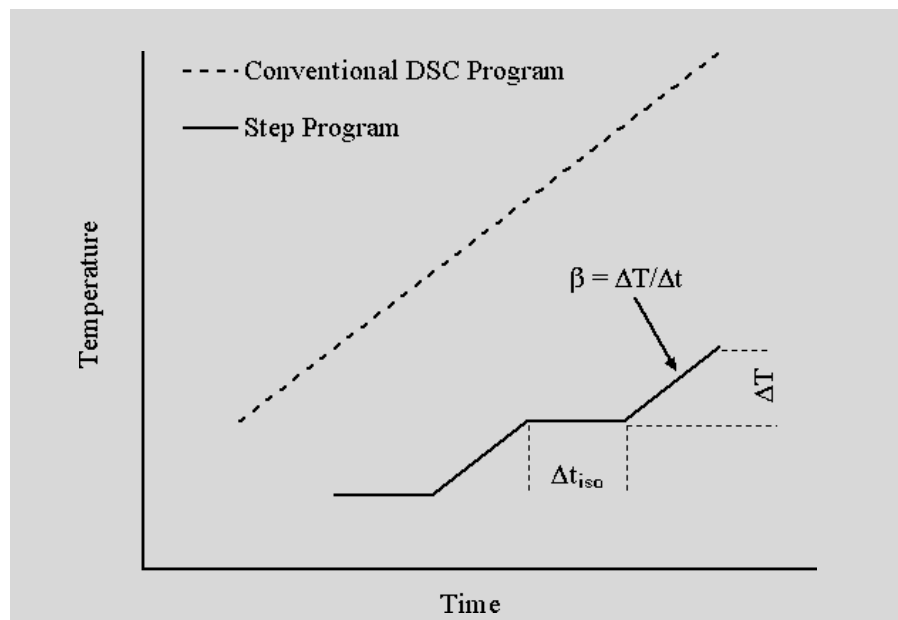 Conventional DSC Program
Step Program
β = ΔT/Δt
Temperature
ΔT
Δtiso
Time